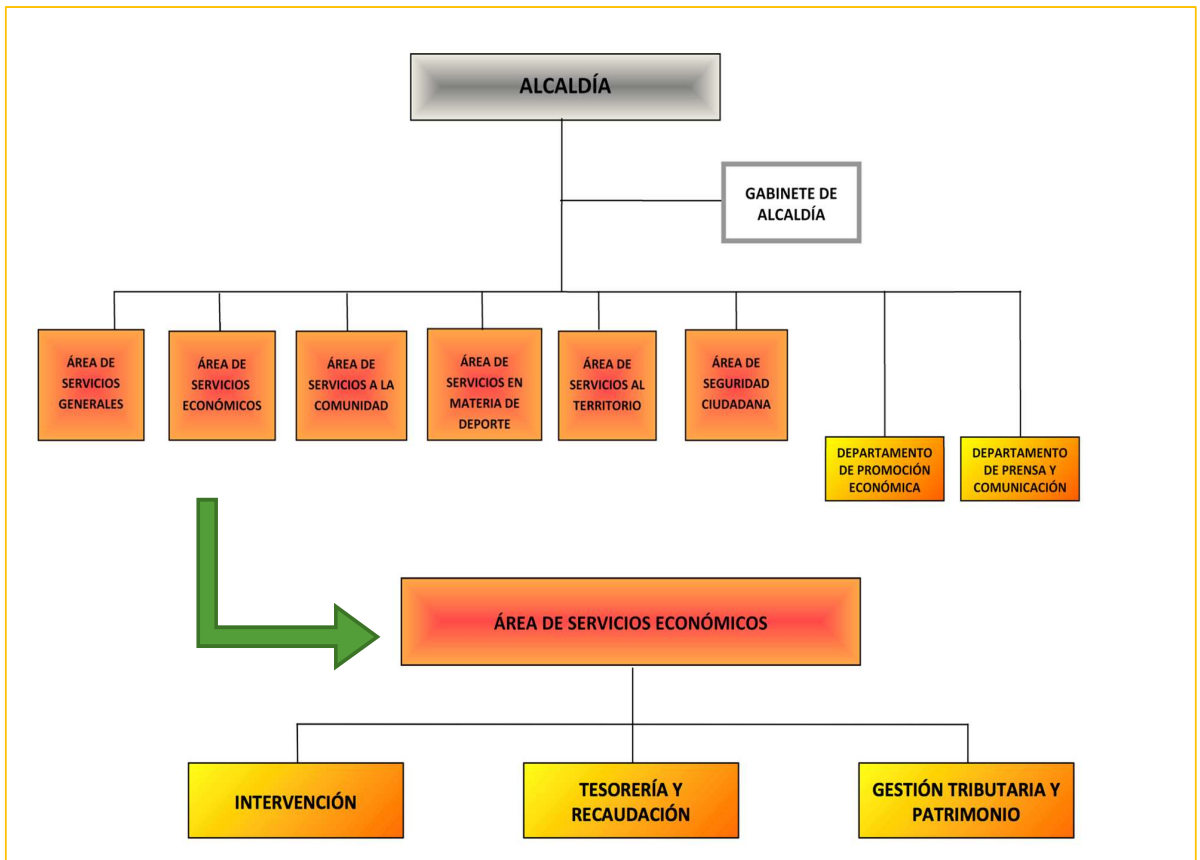 ALCALDÍA
GABINETE DE
ALCALDÍA
ÁREA DE
SERVICIOS
GENERALES
ÁREA DE
SERVICIOS
ECONÓMICOS
ÁREA DE
SERVICIOS A LA
COMUNIDAD
ÁREA DE
SERVICIOS EN
MATERIA DE
DEPORTE
ÁREA DE
SERVICIOS AL
TERRITORIO
ÁREA DE
SEGURIDAD
CIUDADANA
DEPARTAMENTO
DE PROMOCIÓN
ECONÓMICA
DEPARTAMENTO
DE PRENSA Y
COMUNICACIÓN
ÁREA DE SERVICIOS ECONÓMICOS
INTERVENCIÓN
TESORERÍA Y
RECAUDACIÓN
GESTIÓN TRIBUTARIA Y
PATRIMONIO